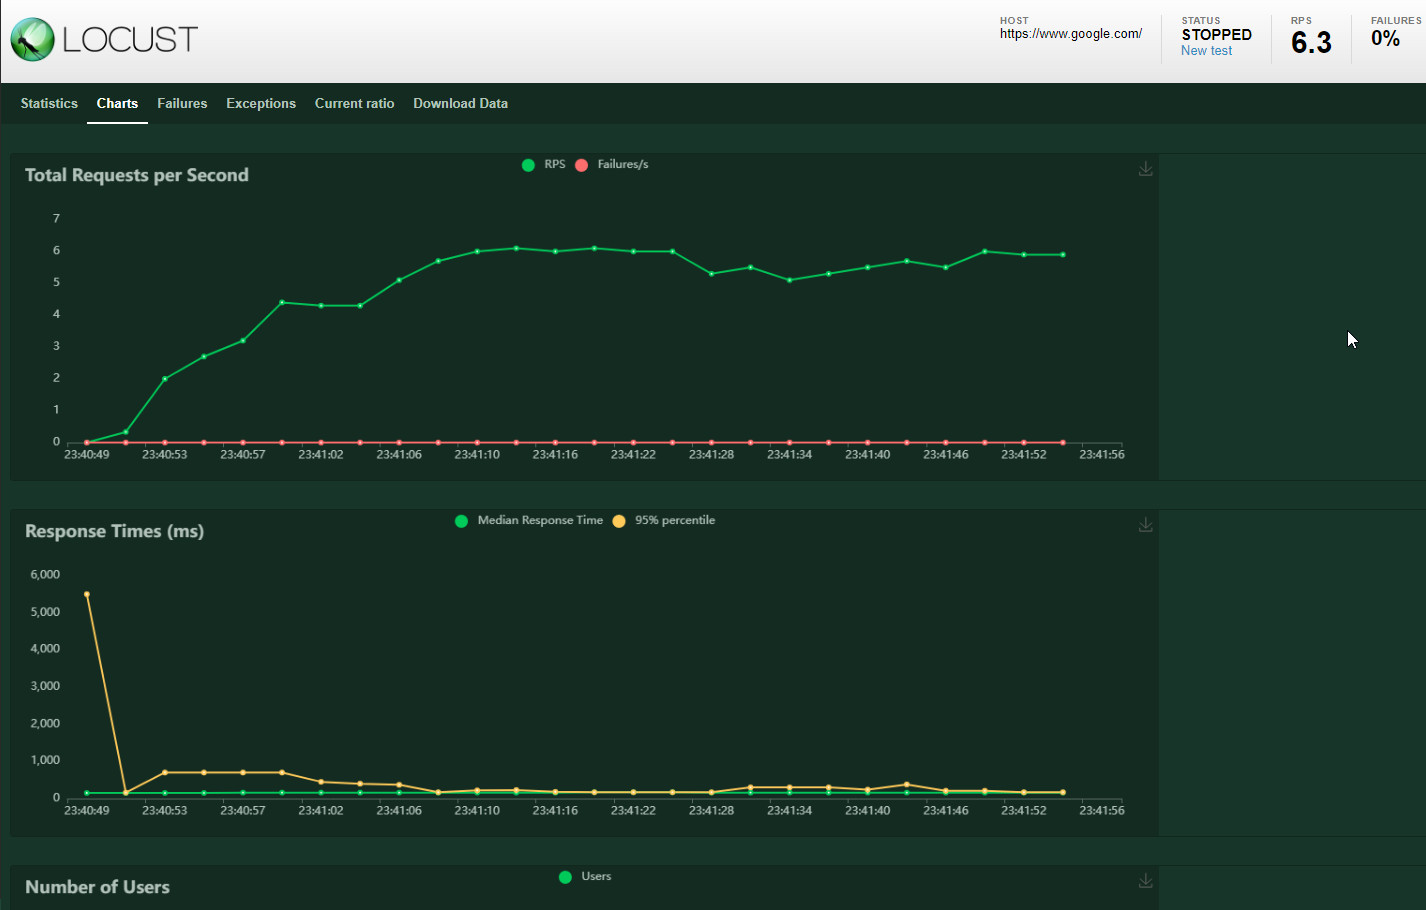 LOCUST
HOST
https://www.google.com/
STATUS
STOPPED
New test
RPS
6.3
FAILURES
0%
Statistics Charts Failures Exceptions Current ratio Download Data
Total Requests per Second
RPS Failures/s
7
6
5
4
3
2
1
0
23:40:49 23:40:53 23:40:57 23:41:02 23:41:06 23:41:10 23:41:16 23:41:22 23:41:28 23:41:34 23:41:40 23:41:46 23:41:52 23:41:56
Response Times (ms)
Median Response Time 95% percentile
6,000
5,000
4,000
3,000
2,000
1,000
0
23:40:49 23:40:53 23:40:57 23:41:02 23:41:06 23:41:10 23:41:16 23:41:22 23:41:28 23:41:34 23:41:40 23:41:46 23:41:52 23:41:56
Number of Users
Users